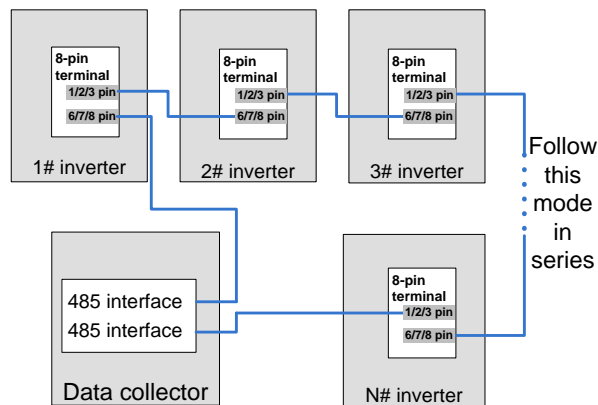 8-pin
terminal
1/2/3 pin
6/7/8 pin
1# inverter
8-pin
terminal
1/2/3 pin
6/7/8 pin
2# inverter
8-pin
terminal
1/2/3 pin
6/7/8 pin
3# inverter
Follow
this
mode
in
series
485 interface
485 interface
Data collector
8-pin
terminal
1/2/3 pin
6/7/8 pin
N# inverter